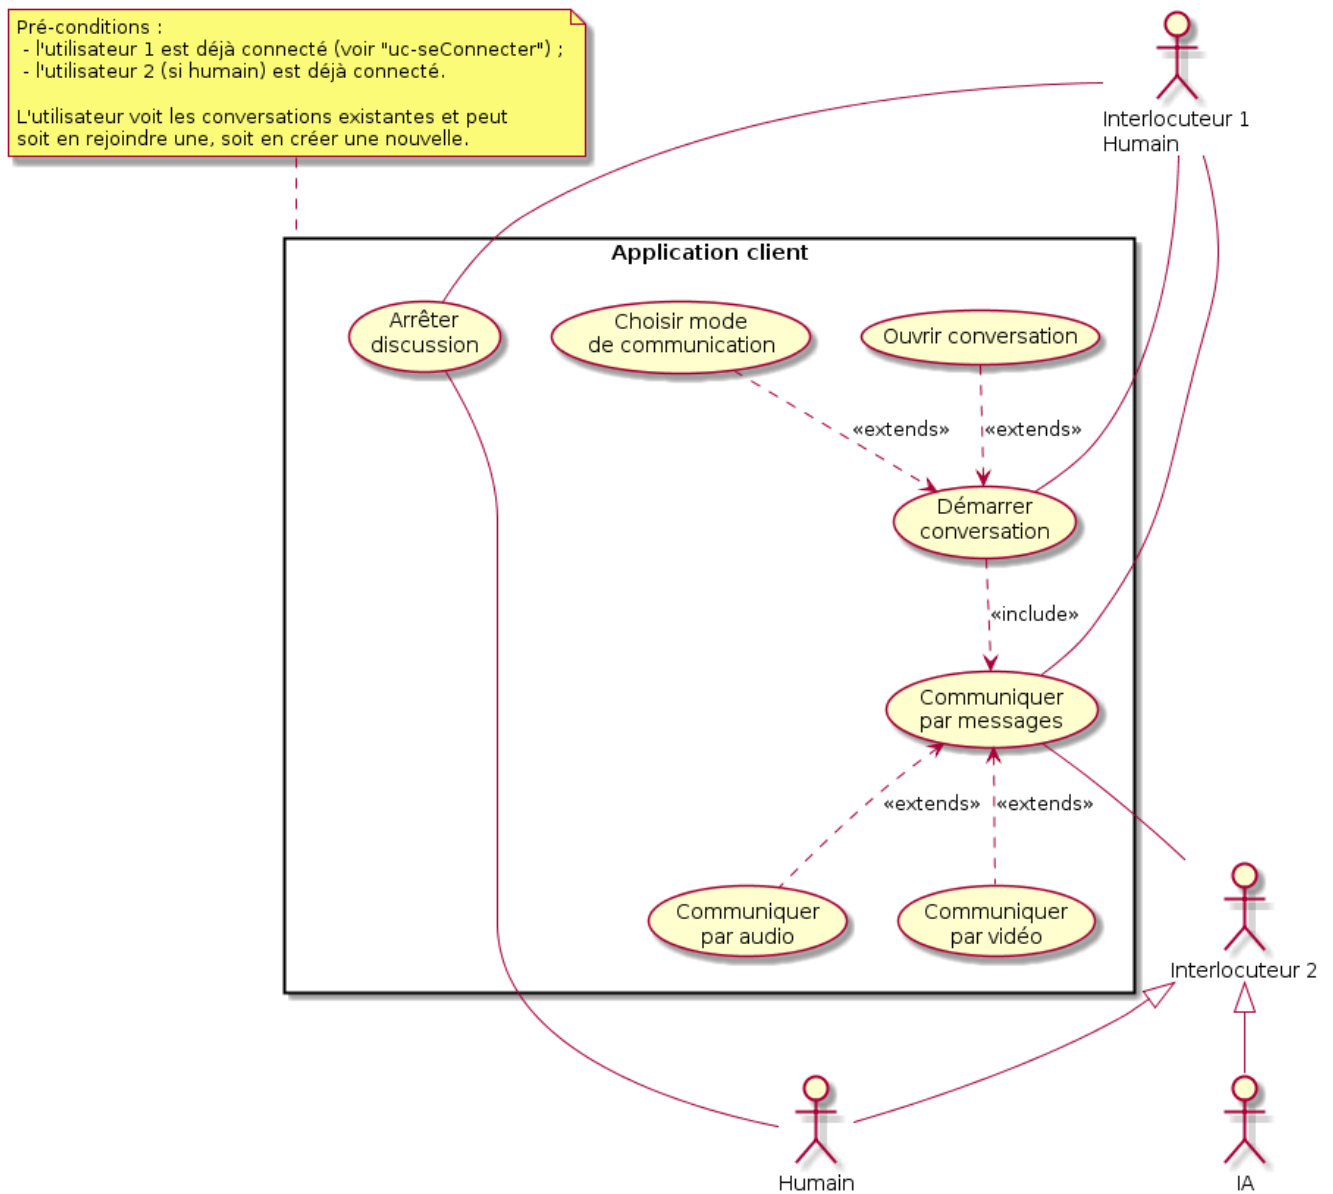 Pré-conditions :
- l'utilisateur 1 est déjà connecté (voir "uc-seConnecter") ;
- l'utilisateur 2 (si humain) est déjà connecté.
L'utilisateur voit les conversations existantes et peut
soit en rejoindre une, soit en créer une nouvelle.
Interlocuteur 1
Humain
Application client
Arrêter
discussion
Choisir mode
de communication
Ouvrir conversation
«extends»
«extends»
Démarrer
conversation
«include»
Communiquer
par messages
«extends»
«extends»
Communiquer
par audio
Communiquer
par vidéo
Interlocuteur 2
Humain
IA